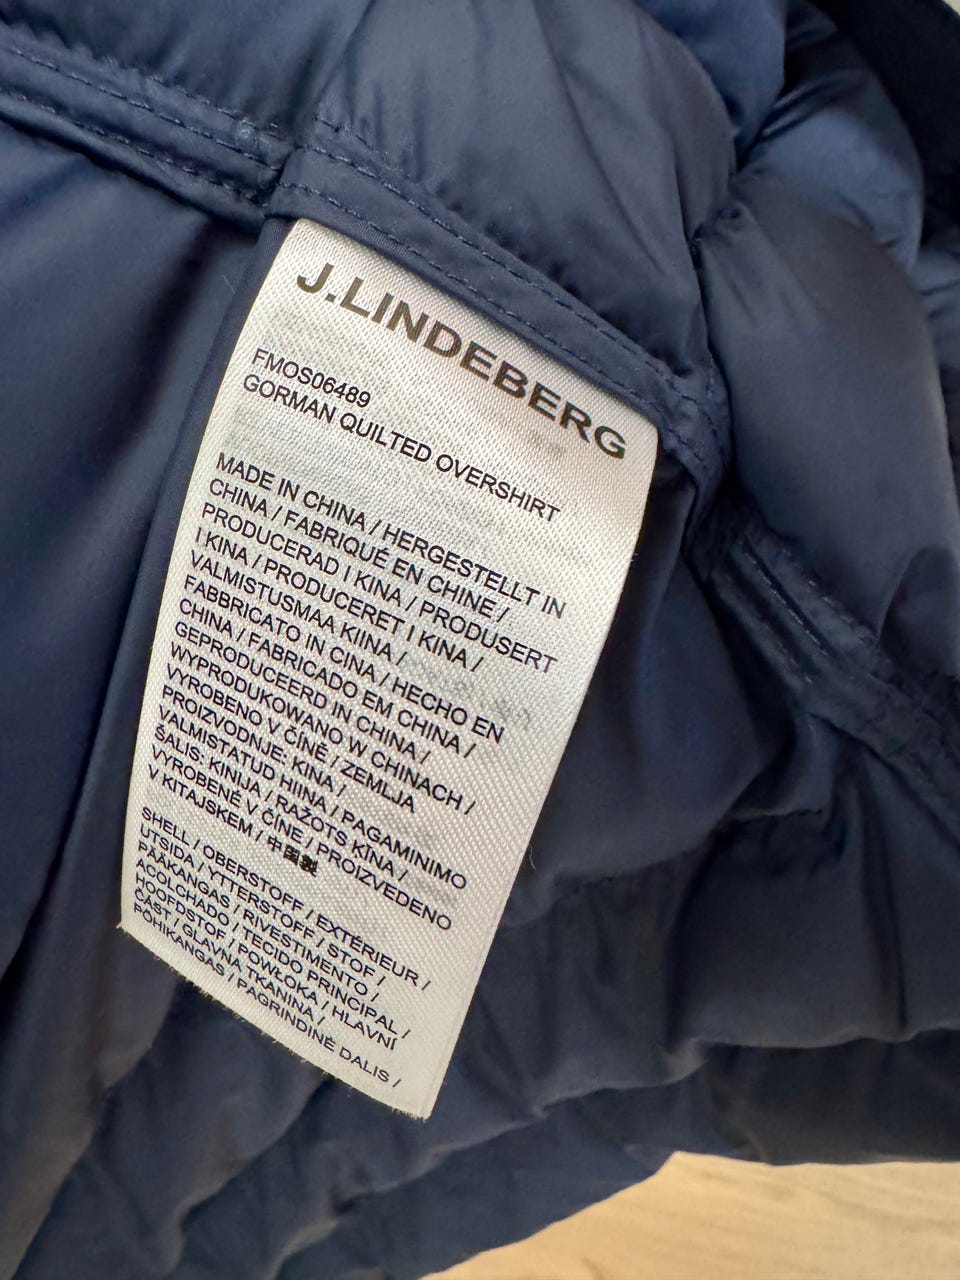 J.LINDEBERG
FMOS06489
GORMAN QUILTED OVERSHIRT
MADE IN CHINA / HERGESTELLT IN
CHINA / FABRIQUÉ EN CHINE /
PRODUCERAD I KINA / PRODUSERT
I KINA / PRODUCERET I KINA /
VALMISTUSMAA KIINA /
FABBRICATO IN CINA / HECHO EN
CHINA / FABRICADO EM CHINA /
GEPRODUCEERD IN CHINA /
WYPRODUKOWANO W CHINACH /
VYROBENO V ČÍNĚ / ZEMLJA
PROIZVODNJE: KINA /
VALMISTATUD HIINA / PAGAMINIMO
ŠALIS: KINIJA / RAŽOTS ĶĪNA /
VYROBENÉ V ČÍNE / PROIZVEDENO
V KITAJSKEM / 中國製
SHELL / OBERSTOFF / EXTÉRIEUR /
UTSIDA / YTTERSTOFF / STOF /
PÄÄKANGAS / RIVESTIMENTO /
ACOLCHADO / TECIDO PRINCIPAL /
HOOFDSTOF / POWŁOKA / HLAVNÍ
ČÁST / GLAVNA TKANINA /
PÕHIKANGAS / PAGRINDINĖ DALIS /